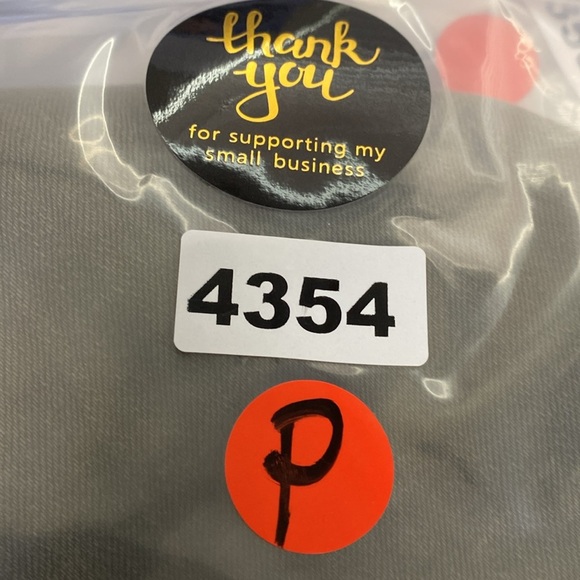 thank
you
for supporting my
small business
4354
P